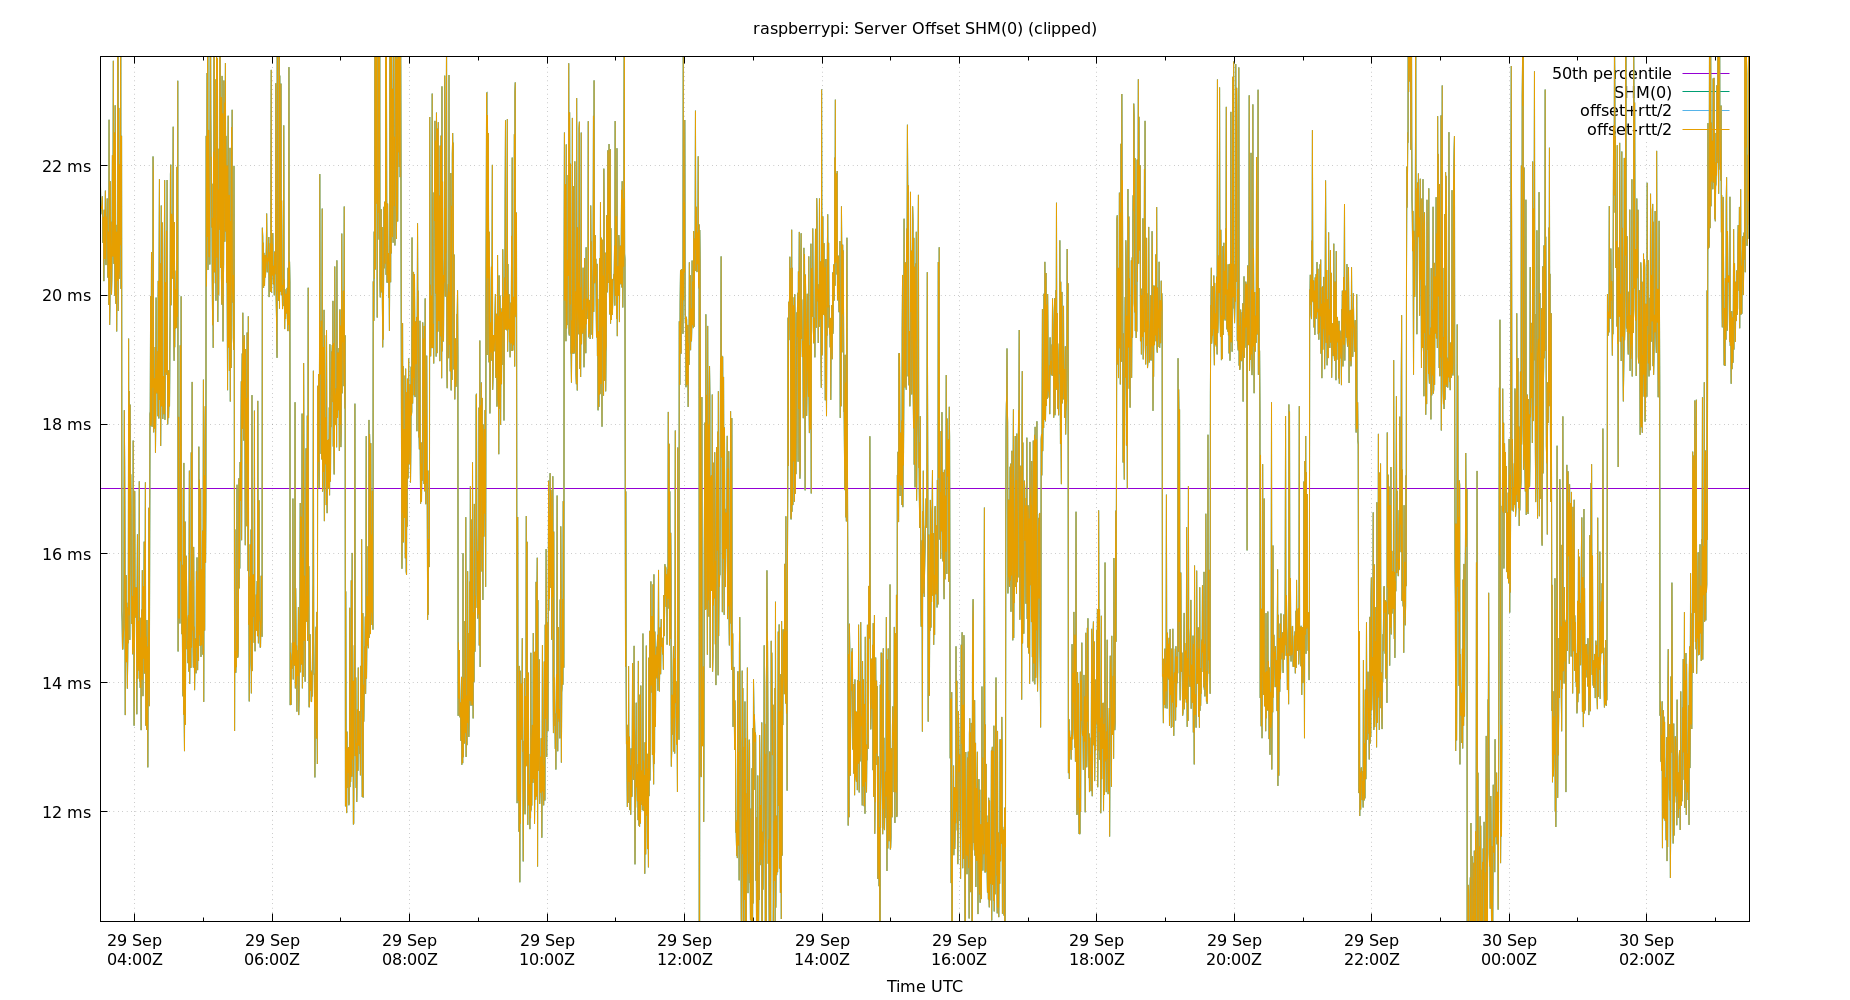 raspberrypi: Server Offset SHM(0) (clipped)
50th percentile
SHM(0)
offset+rtt/2
offset-rtt/2
22 ms
20 ms
18 ms
16 ms
14 ms
12 ms
29 Sep 29 Sep 29 Sep 29 Sep 29 Sep 29 Sep 29 Sep 29 Sep 29 Sep 29 Sep 30 Sep 30 Sep
04:00Z 06:00Z 08:00Z 10:00Z 12:00Z 14:00Z 16:00Z 18:00Z 20:00Z 22:00Z 00:00Z 02:00Z
Time UTC